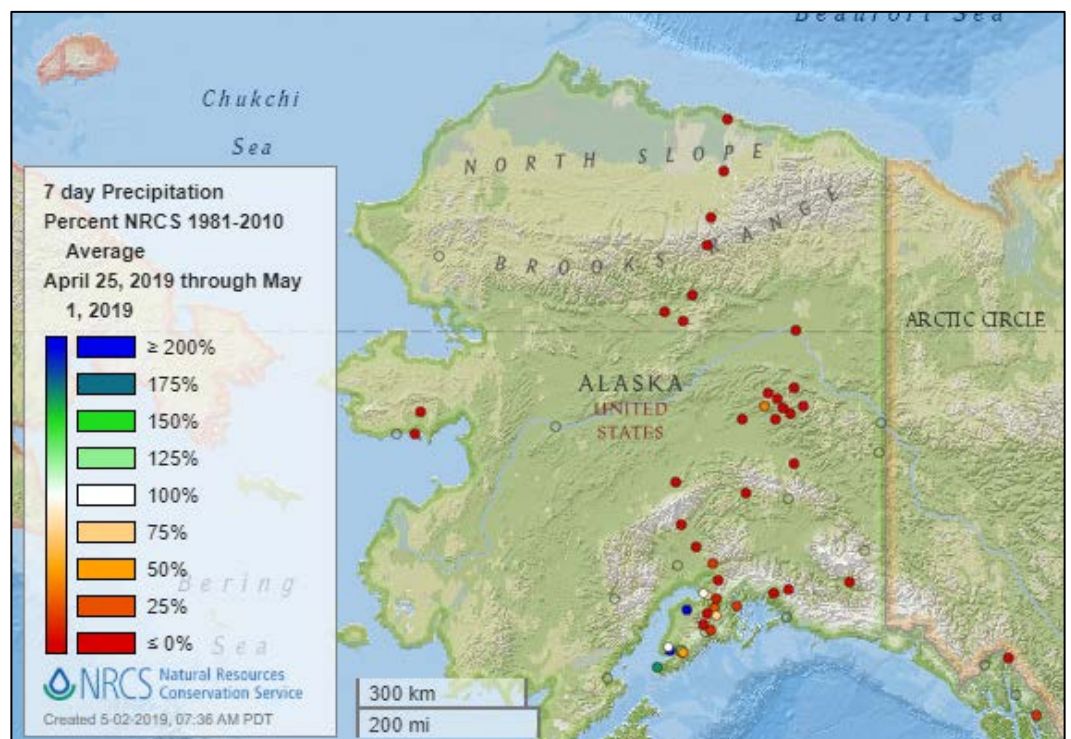 Beaufort Sea
Chukchi
Sea
NORTH SLOPE
BROOKS RANGE
ARCTIC CIRCLE
ALASKA
UNITED
STATES
7 day Precipitation
Percent NRCS 1981-2010
Average
April 25, 2019 through May
1, 2019
≥ 200%
175%
150%
125%
100%
75%
50%
25%
≤ 0%
Bering
Sea
NRCS Natural Resources
Conservation Service
Created 5-02-2019, 07:36 AM PDT
300 km
200 mi